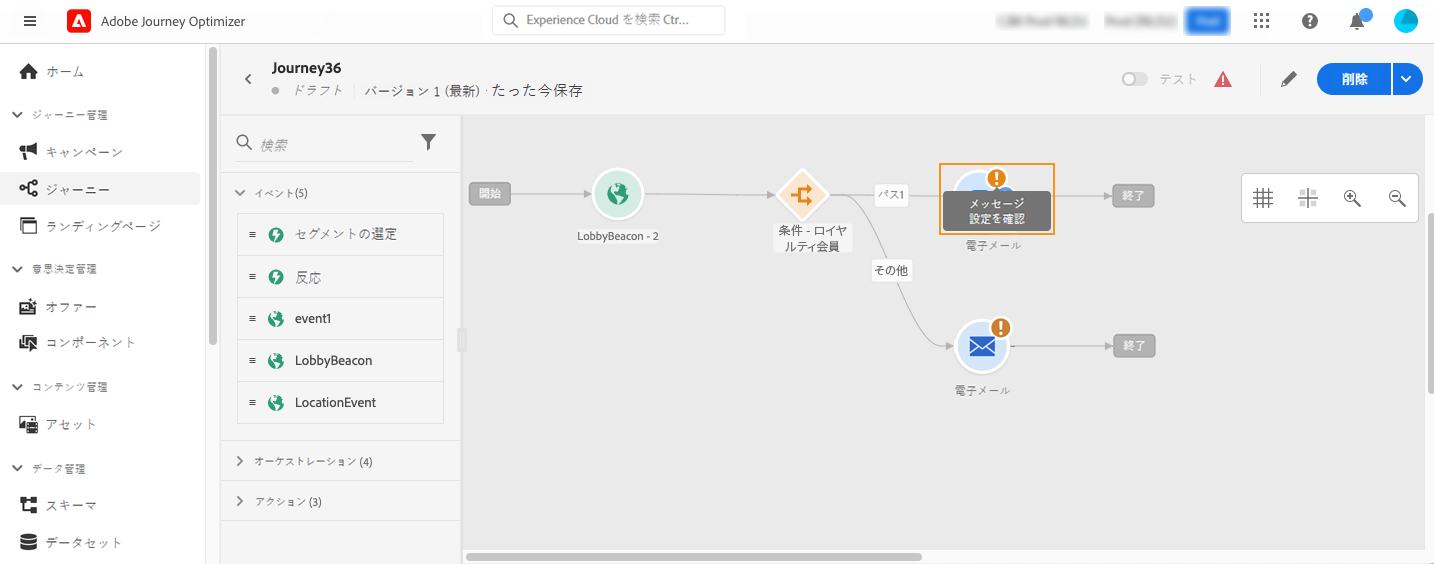 Adobe Journey Optimizer
Experience Cloud を検索 Ctr...
ホーム
ジャーニー管理
キャンペーン
ジャーニー
ランディングページ
意思決定管理
オファー
コンポーネント
コンテンツ管理
アセット
データ管理
スキーマ
データセット
Journey36
ドラフト
バージョン 1 (最新) · たった今保存
テスト
削除
検索
イベント(5)
セグメントの選定
反応
event1
LobbyBeacon
LocationEvent
オーケストレーション (4)
アクション (3)
開始
LobbyBeacon - 2
条件 - ロイヤ
ルティ会員
パス1
メッセージ
設定を確認
電子メール
終了
その他
電子メール
終了